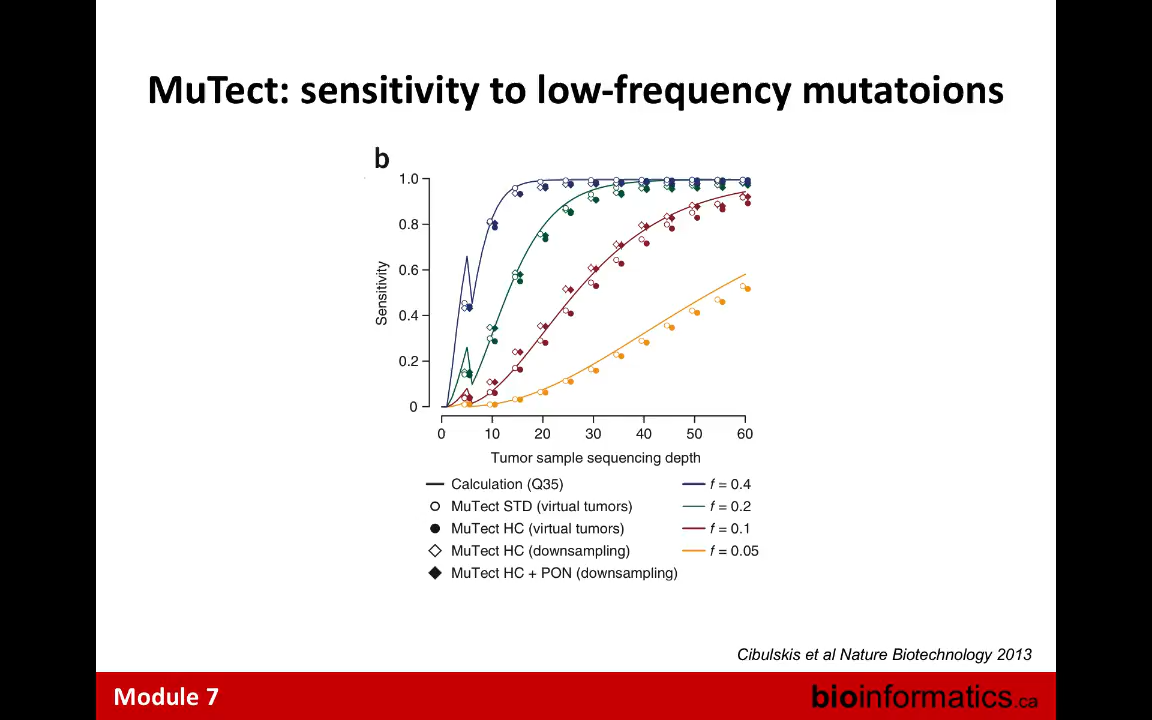 MuTect: sensitivity to low-frequency mutatoions
b
1.0
0.8
0.6
0.4
0.2
0
Sensitivity
0 10 20 30 40 50 60
Tumor sample sequencing depth
Calculation (Q35) f = 0.4
MuTect STD (virtual tumors) f = 0.2
MuTect HC (virtual tumors) f = 0.1
MuTect HC (downsampling) f = 0.05
MuTect HC + PON (downsampling)
Cibulskis et al Nature Biotechnology 2013
Module 7 bioinformatics.ca